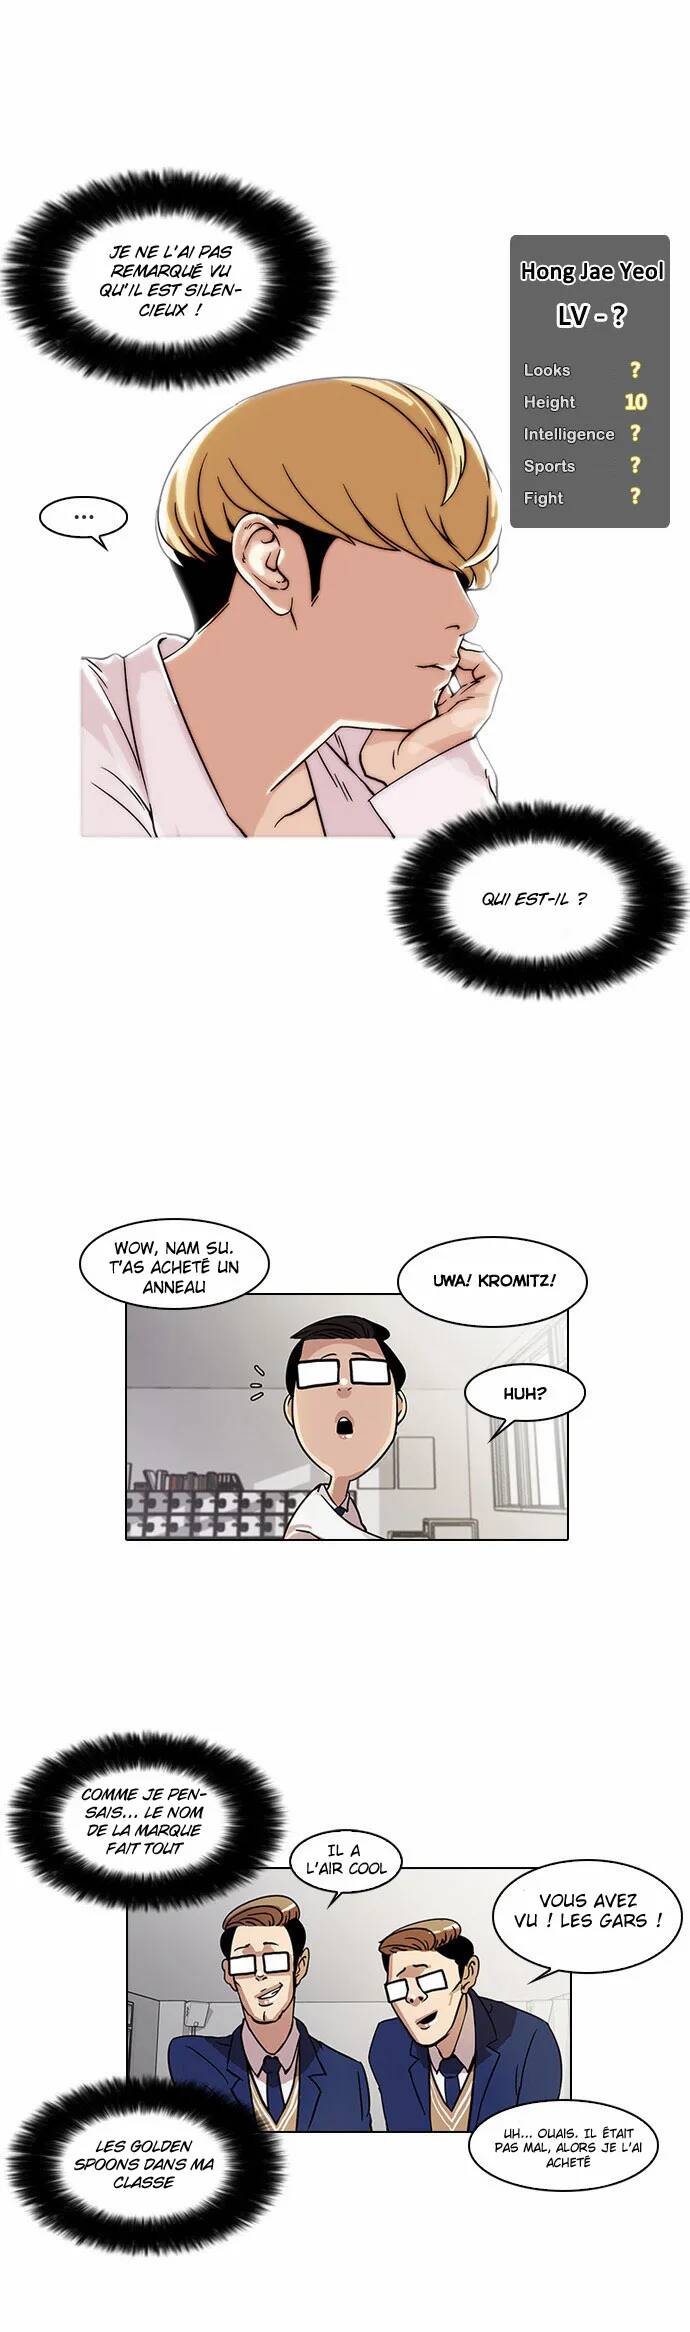 JE NE L'AI PAS
REMARQUÉ VU
QU'IL EST SILEN-
CIEUX !
Hong Jae Yeol
LV - ?
Looks ?
Height 10
Intelligence ?
Sports ?
Fight ?
...
QUI EST-IL ?
WOW, NAM SU.
T'AS ACHETÉ UN
ANNEAU
UWA! KROMITZ!
HUH?
COMME JE PEN-
SAIS... LE NOM
DE LA MARQUE
FAIT TOUT
IL A
L'AIR COOL
VOUS AVEZ
VU ! LES GARS !
LES GOLDEN
SPOONS DANS MA
CLASSE
UH... OUAIS. IL ÉTAIT
PAS MAL, ALORS JE L'AI
ACHETÉ